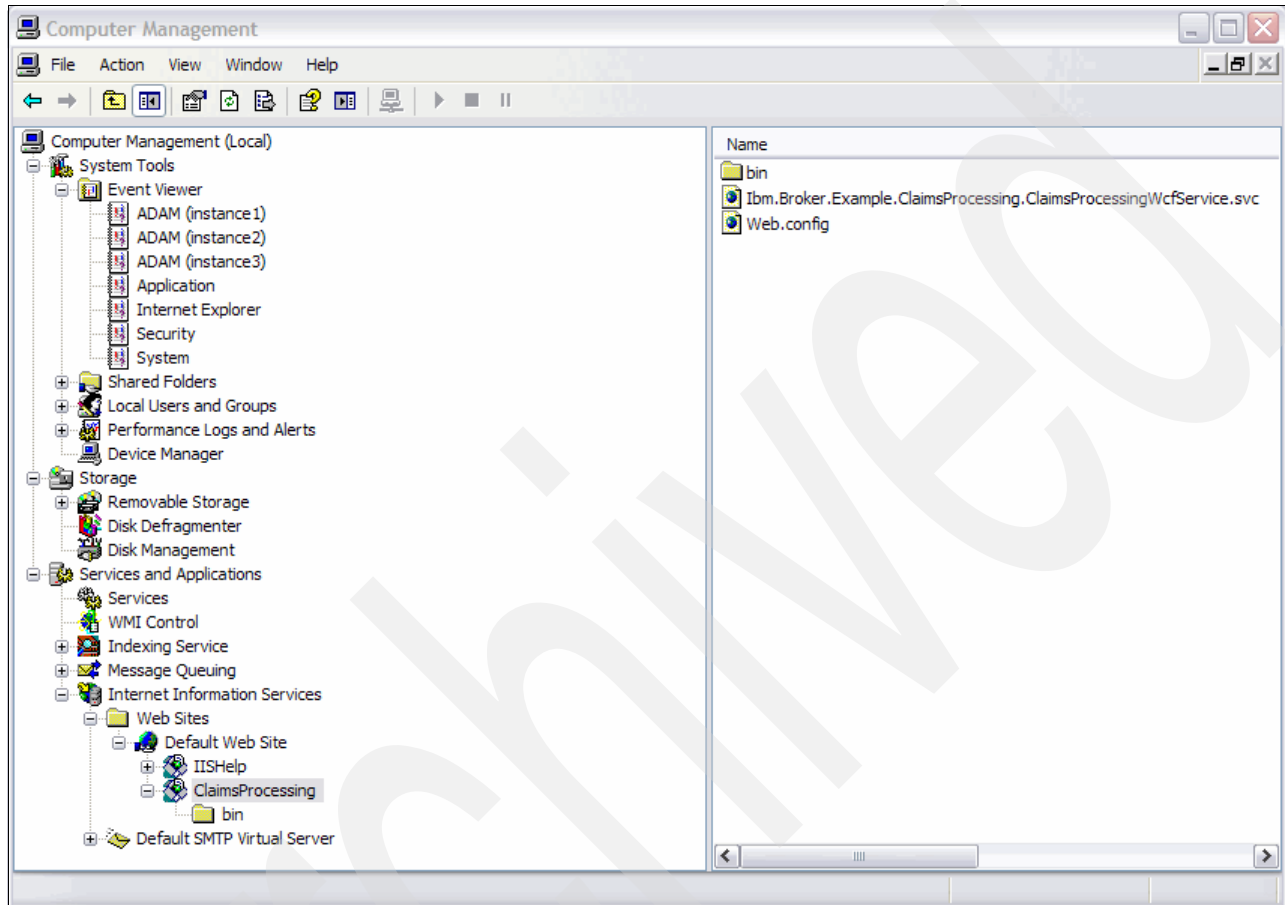 Computer Management
File Action View Window Help
Computer Management (Local)
System Tools
Event Viewer
ADAM (instance1)
ADAM (instance2)
ADAM (instance3)
Application
Internet Explorer
Security
System
Shared Folders
Local Users and Groups
Performance Logs and Alerts
Device Manager
Storage
Removable Storage
Disk Defragmenter
Disk Management
Services and Applications
Services
WMI Control
Indexing Service
Message Queuing
Internet Information Services
Web Sites
Default Web Site
IISHelp
ClaimsProcessing
bin
Default SMTP Virtual Server
Name
bin
Ibm.Broker.Example.ClaimsProcessing.ClaimsProcessingWcfService.svc
Web.config